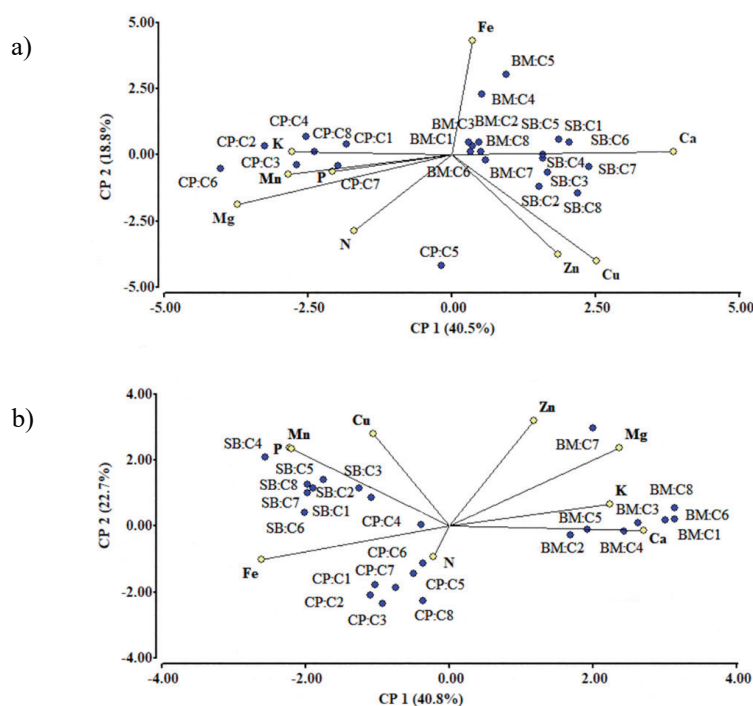 a)
5.00
2.50
0.00
-2.50
-5.00
CP 2 (18.8%)
Fe
BM:C5
BM:C4
CP:C4
CP:C8
CP:C1
BM:C3
BM:C2
SB:C5
SB:C1
CP:C2
K
BM:C1
BM:C8
SB:C6
Ca
CP:C3
Mn
P
CP:C7
BM:C6
BM:C7
SB:C4
SB:C7
CP:C6
SB:C3
Mg
SB:C2
SB:C8
N
CP:C5
Zn
Cu
-5.00 -2.50 0.00 2.50 5.00
CP 1 (40.5%)
b)
4.00
2.00
0.00
-2.00
-4.00
CP 2 (22.7%)
Zn
Mn
Cu
Mg
SB:C4
P
BM:C7
SB:C5
SB:C3
SB:C8
SB:C2
K
BM:C8
SB:C7
SB:C1
BM:C3
CP:C4
BM:C5
BM:C6
SB:C6
BM:C1
BM:C2
BM:C4
Ca
CP:C6
N
Fe
CP:C7
CP:C1
CP:C5
CP:C2
CP:C3
CP:C8
-4.00 -2.00 0.00 2.00 4.00
CP 1 (40.8%)